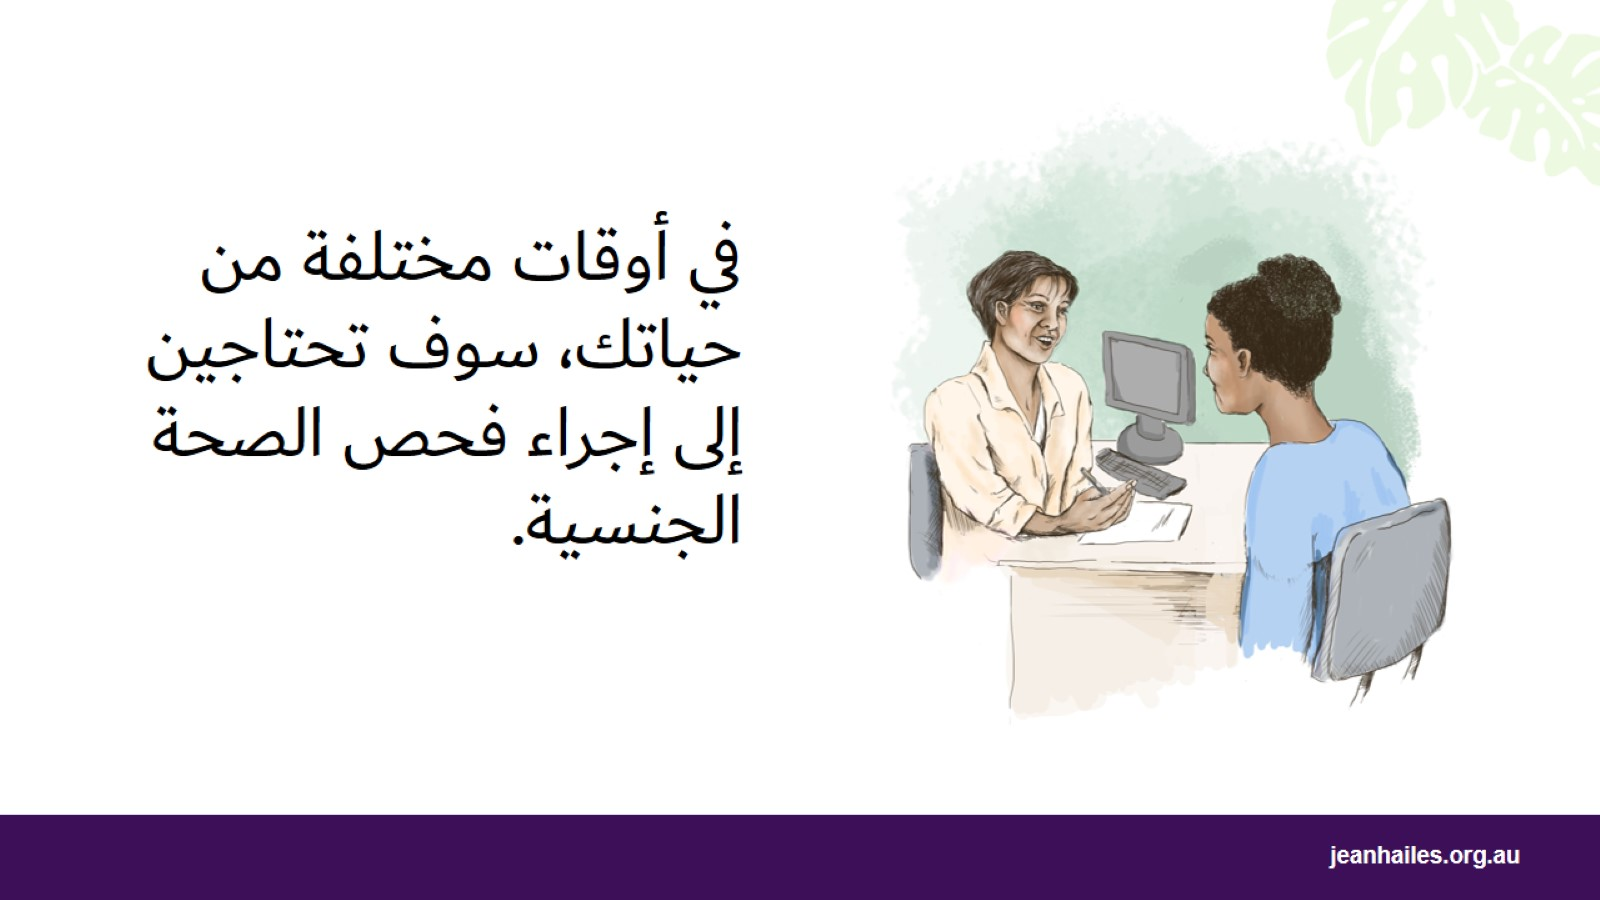 في أوقات مختلفة من
حياتك، سوف تحتاجين
إلى إجراء فحص الصحة
الجنسية.
jeanhailes.org.au